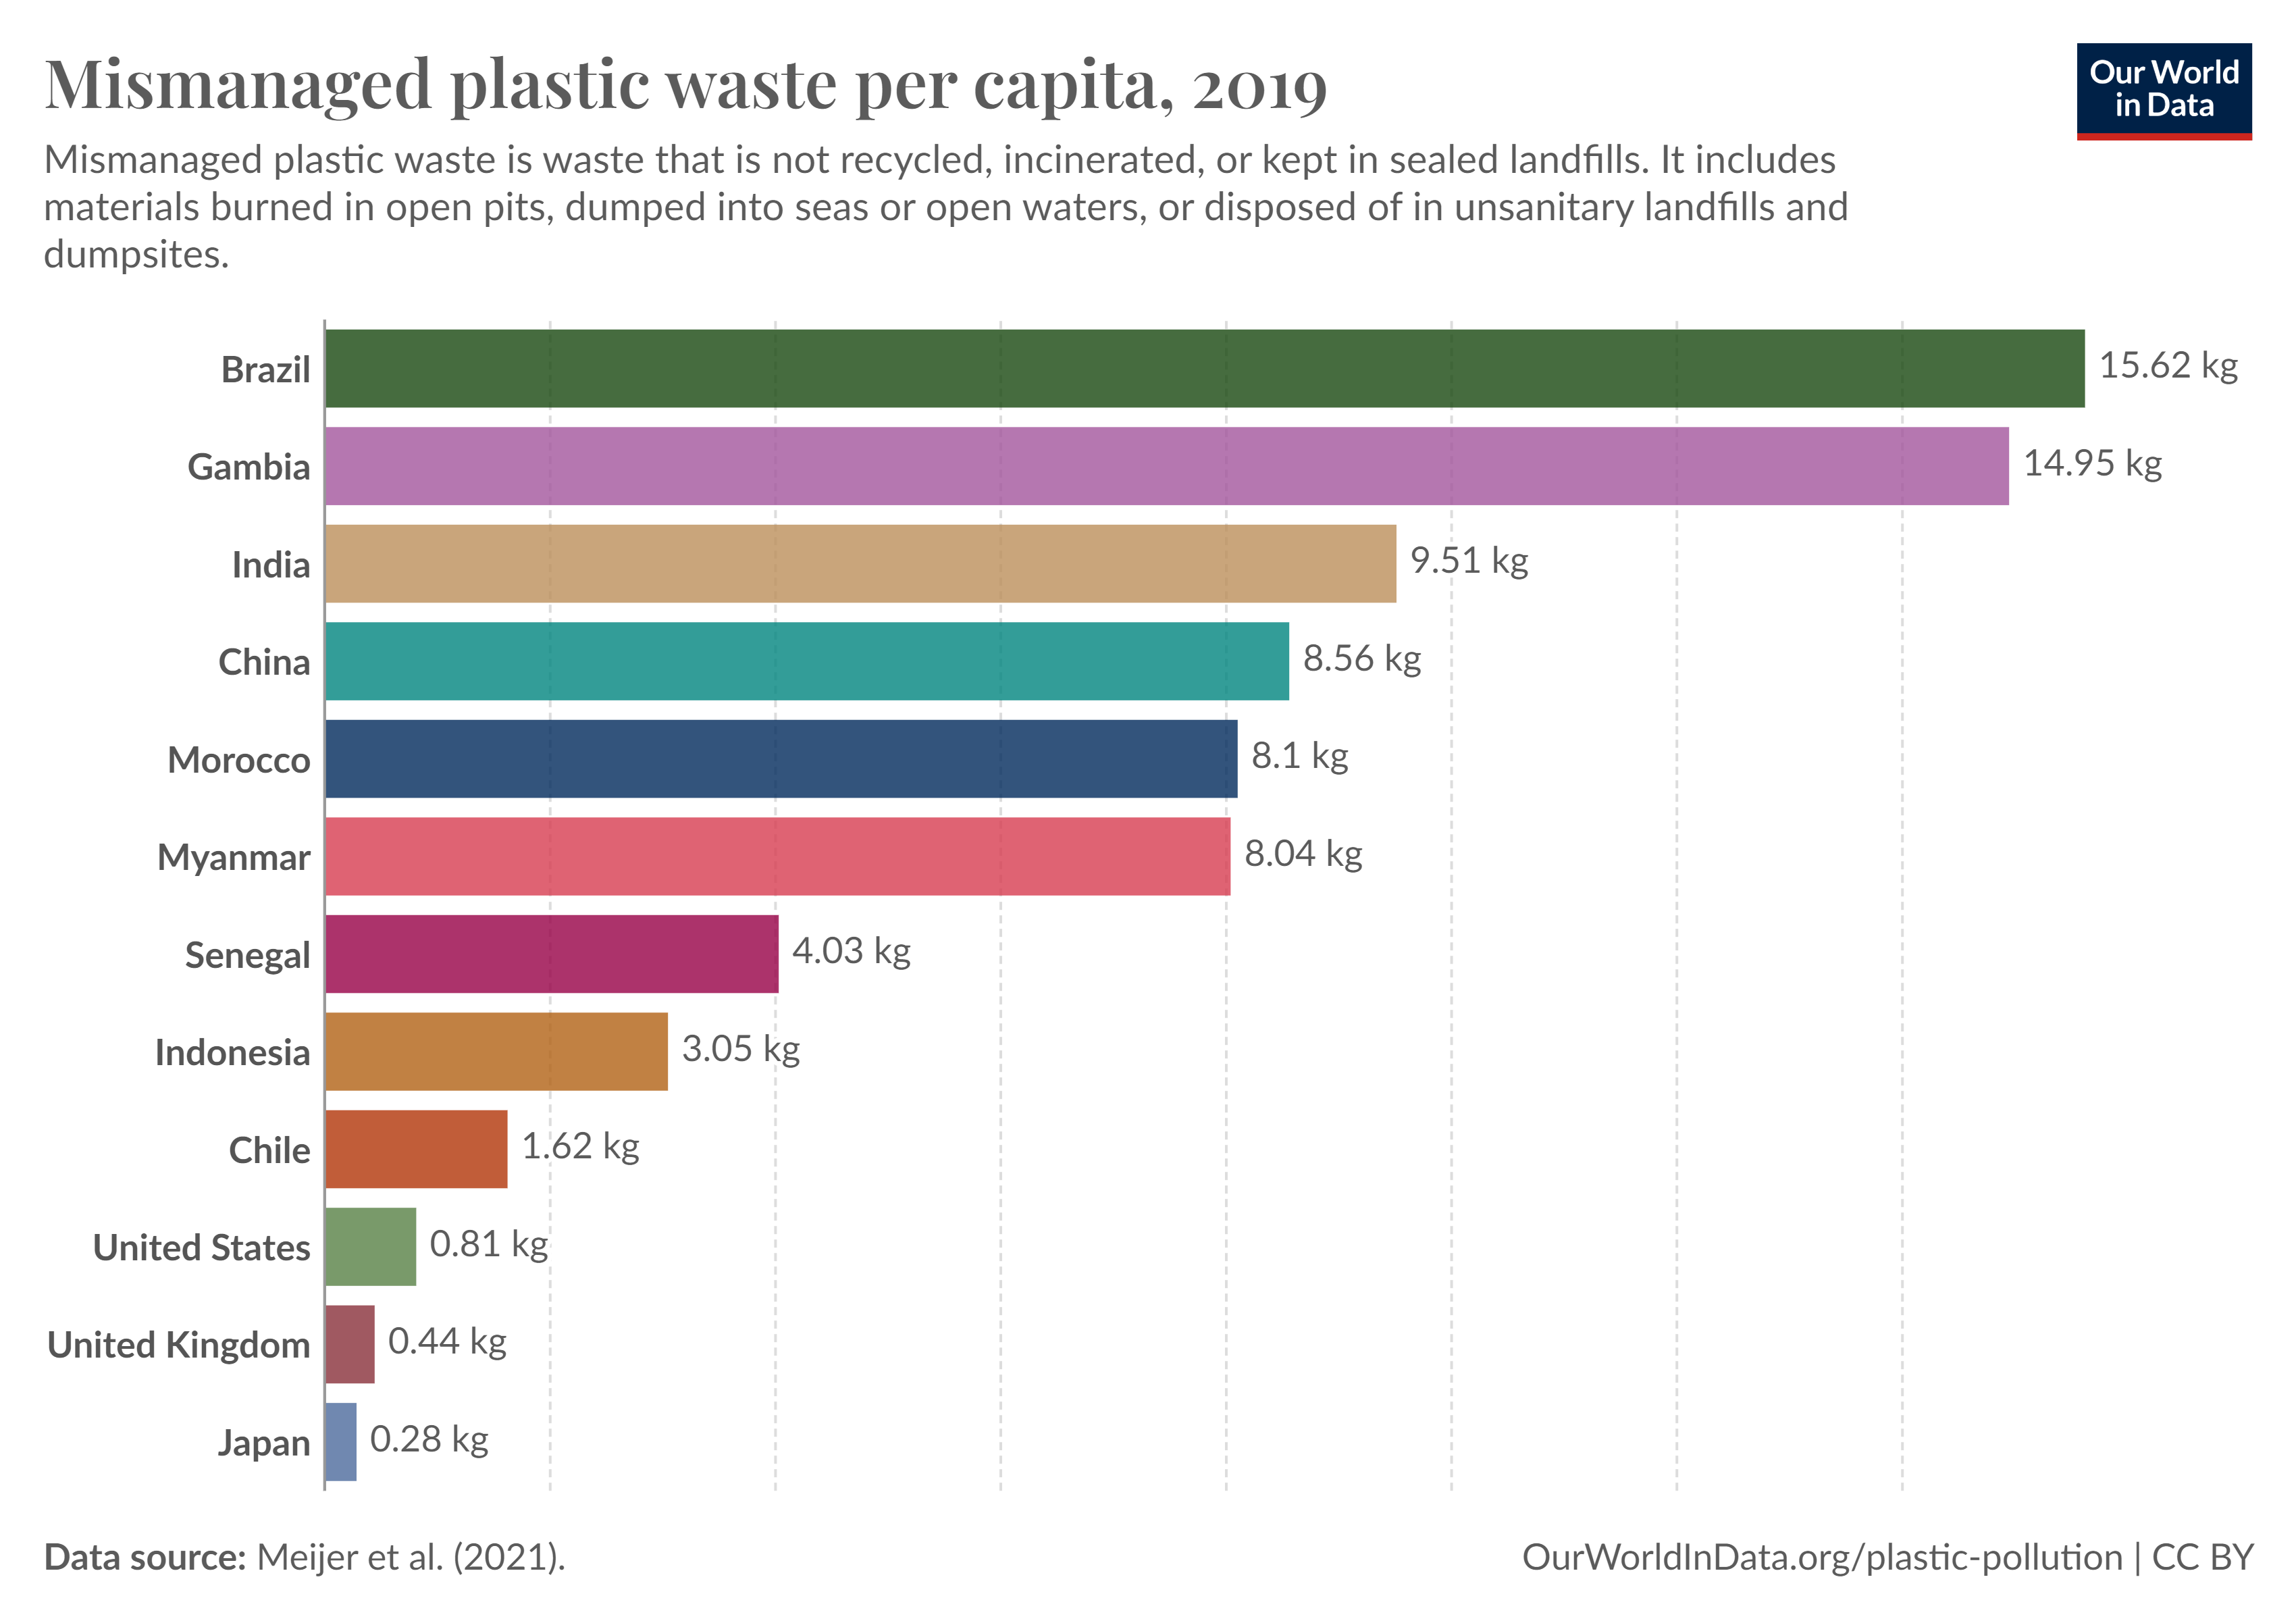 Mismanaged plastic waste per capita, 2019
Our World
in Data
Mismanaged plastic waste is waste that is not recycled, incinerated, or kept in sealed landfills. It includes
materials burned in open pits, dumped into seas or open waters, or disposed of in unsanitary landfills and
dumpsites.
Brazil 15.62 kg
Gambia 14.95 kg
India 9.51 kg
China 8.56 kg
Morocco 8.1 kg
Myanmar 8.04 kg
Senegal 4.03 kg
Indonesia 3.05 kg
Chile 1.62 kg
United States 0.81 kg
United Kingdom 0.44 kg
Japan 0.28 kg
Data source: Meijer et al. (2021).
OurWorldInData.org/plastic-pollution | CC BY